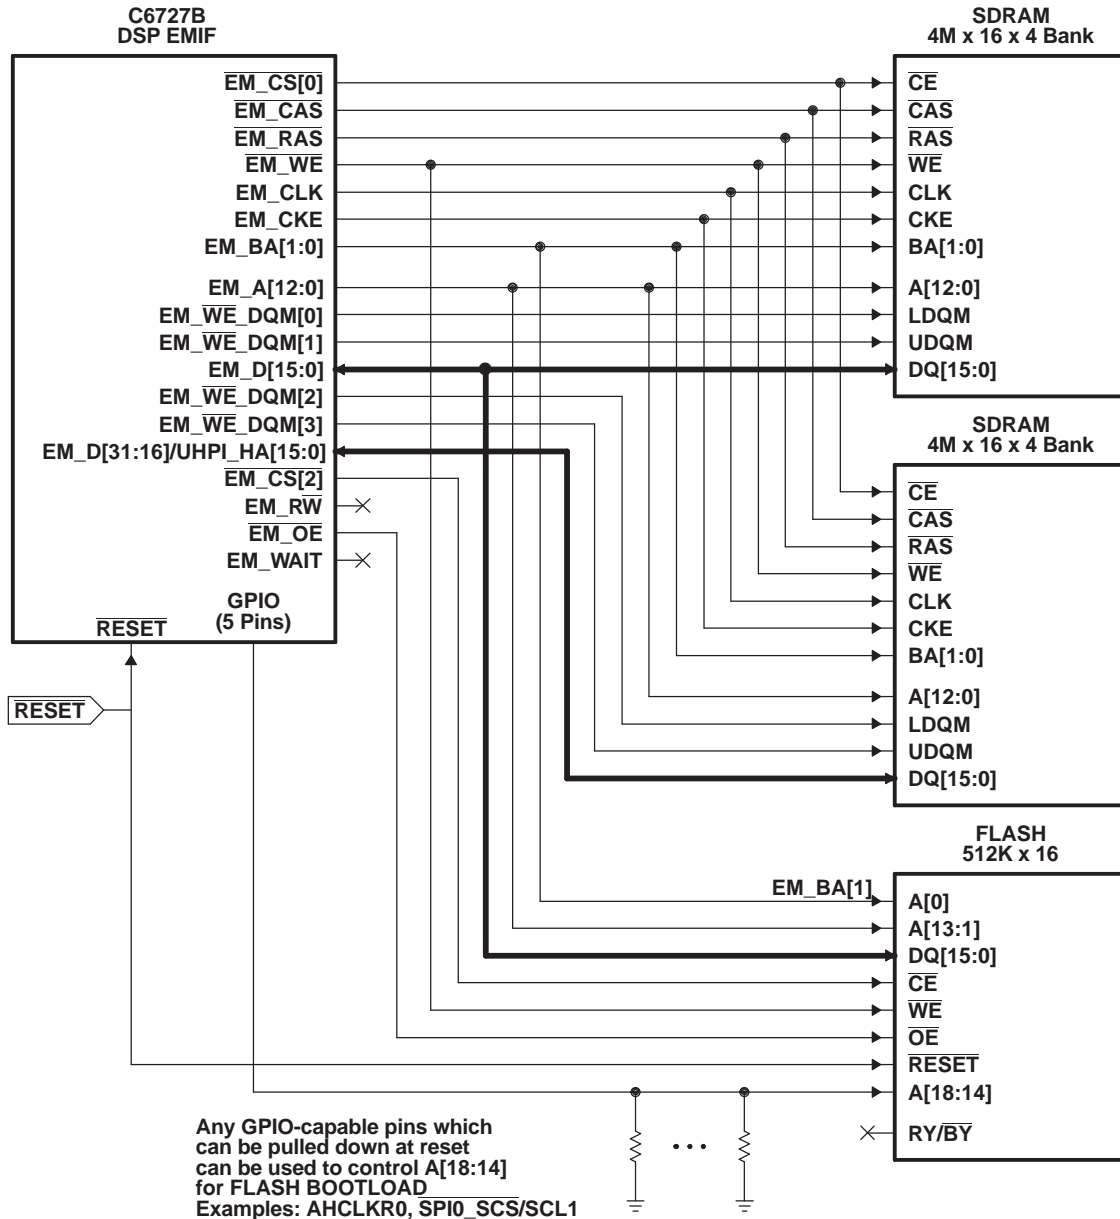 C6727B
DSP EMIF
EM_CS[0]
EM_CAS
EM_RAS
EM_WE
EM_CLK
EM_CKE
EM_BA[1:0]
EM_A[12:0]
EM_WE_DQM[0]
EM_WE_DQM[1]
EM_D[15:0]
EM_WE_DQM[2]
EM_WE_DQM[3]
EM_D[31:16]/UHPI_HA[15:0]
EM_CS[2]
EM_RW
EM_OE
EM_WAIT
GPIO
(5 Pins)
RESET
RESET
SDRAM
4M x 16 x 4 Bank
CE
CAS
RAS
WE
CLK
CKE
BA[1:0]
A[12:0]
LDQM
UDQM
DQ[15:0]
SDRAM
4M x 16 x 4 Bank
CE
CAS
RAS
WE
CLK
CKE
BA[1:0]
A[12:0]
LDQM
UDQM
DQ[15:0]
FLASH
512K x 16
EM_BA[1]
A[0]
A[13:1]
DQ[15:0]
CE
WE
OE
RESET
A[18:14]
RY/BY
Any GPIO-capable pins which
can be pulled down at reset
can be used to control A[18:14]
for FLASH BOOTLOAD
Examples: AHCLKR0, SPI0_SCS/SCL1